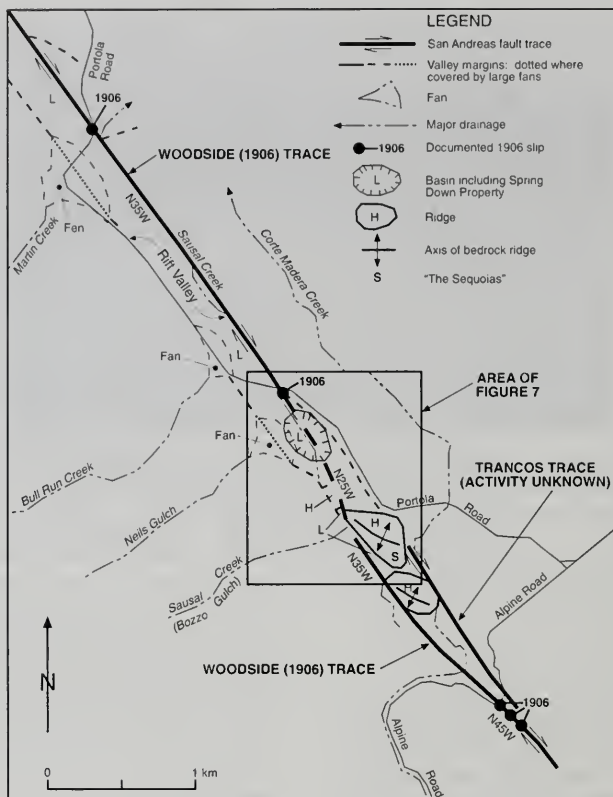 LEGEND
San Andreas fault trace
Valley margins: dotted where
covered by large fans
Fan
Major drainage
1906 Documented 1906 slip
L Basin including Spring
Down Property
H Ridge
Axis of bedrock ridge
S "The Sequoias"
Portola
Road
L
1906
WOODSIDE (1906) TRACE
N35W
Martin Creek
Fen
Rift Valley
Sausal Creek
Corte Madera Creek
Fan
L
1906
AREA OF
FIGURE 7
Fan
L
TRANCOS TRACE
(ACTIVITY UNKNOWN)
Bull Run Creek
N25W
Neils Gulch
H
Portola
Road
H
L
S
N35W
Sausal Creek
(Bozzo
Gulch)
H
Alpine Road
WOODSIDE (1906) TRACE
N
1906
N45W
Alpine
Road
0 1 km